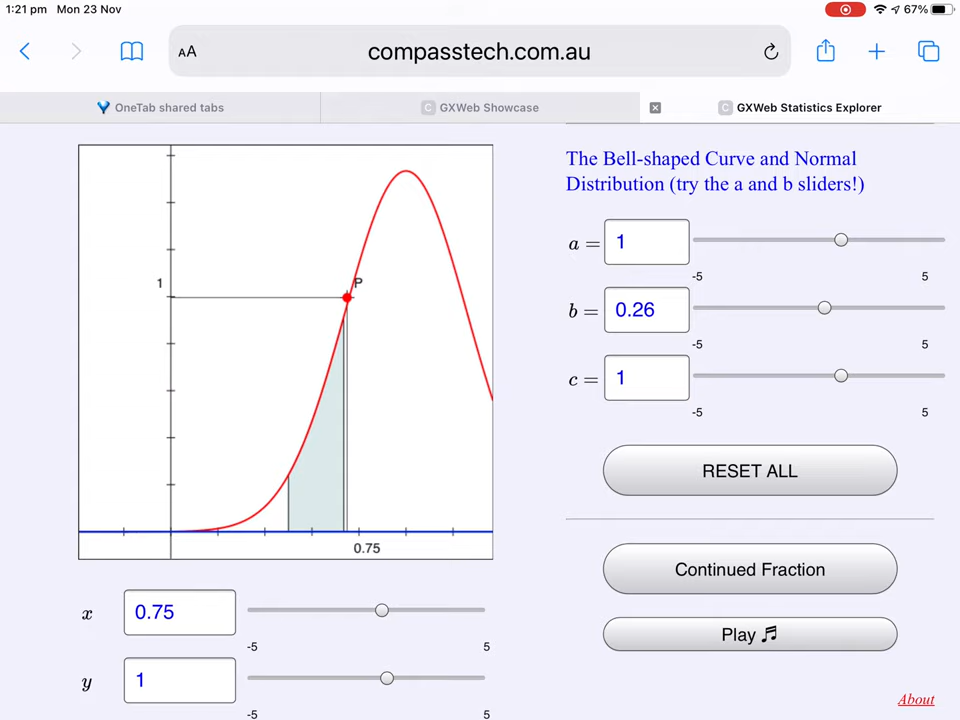 1:21 pm Mon 23 Nov
67%
AA
compasstech.com.au
OneTab shared tabs
C GXWeb Showcase
C GXWeb Statistics Explorer
The Bell-shaped Curve and Normal
Distribution (try the a and b sliders!)
1
P
0.75
a = 1
-5 5
b = 0.26
-5 5
c = 1
-5 5
RESET ALL
Continued Fraction
Play
x 0.75
-5 5
y 1
-5 5
About